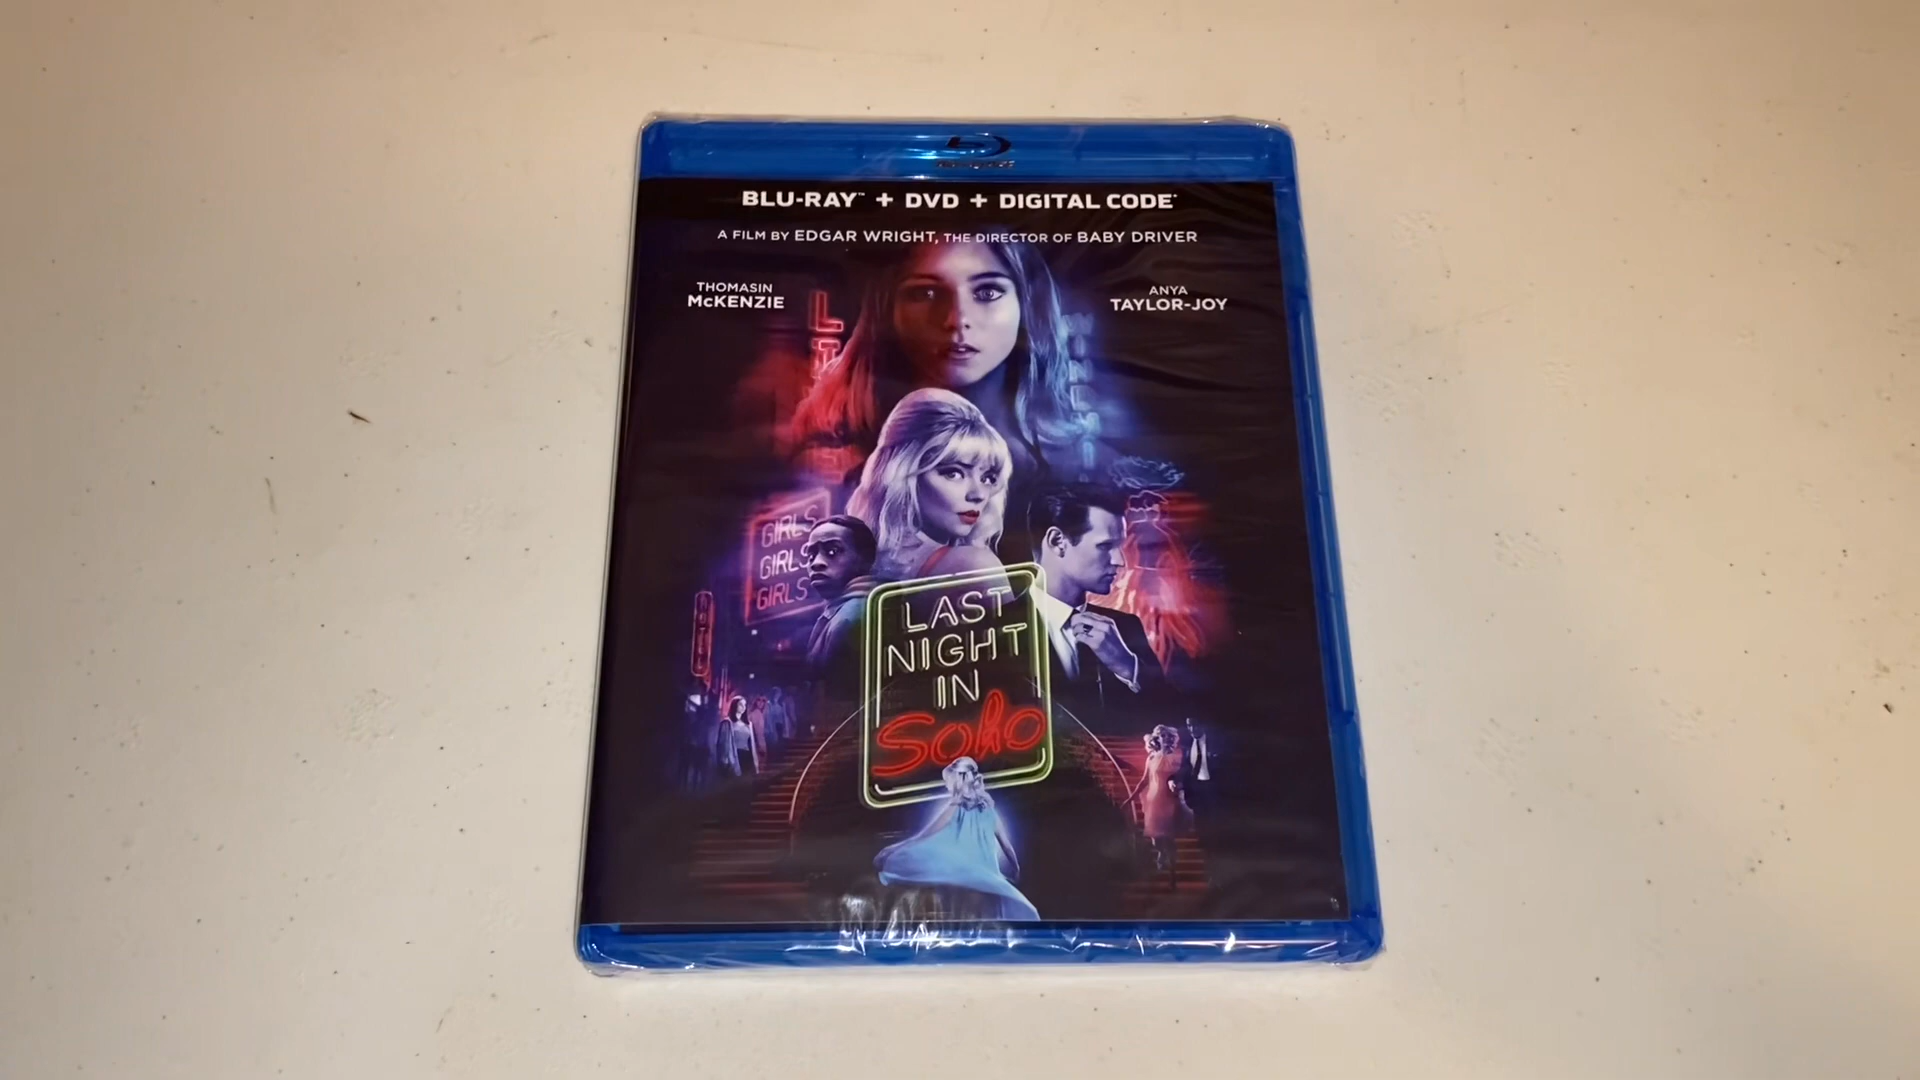 BLU-RAY™ + DVD + DIGITAL CODE*
A FILM BY EDGAR WRIGHT, THE DIRECTOR OF BABY DRIVER
THOMASIN
McKENZIE
ANYA
TAYLOR-JOY
GIRLS
GIRLS
GIRLS
LAST
NIGHT
IN
Soho